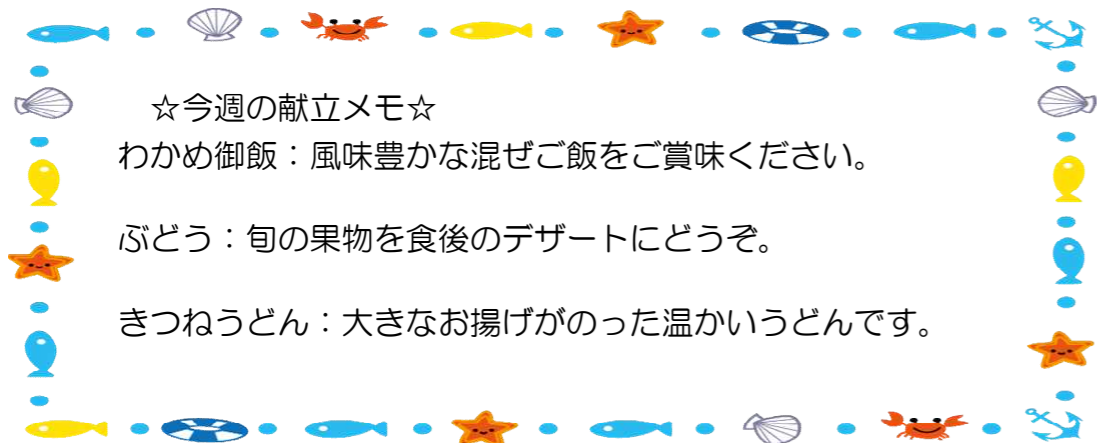 ☆今週の献立メモ☆
わかめ御飯：風味豊かな混ぜご飯をご賞味ください。
ぶどう：旬の果物を食後のデザートにどうぞ。
きつねうどん：大きなお揚げがのった温かいうどんです。